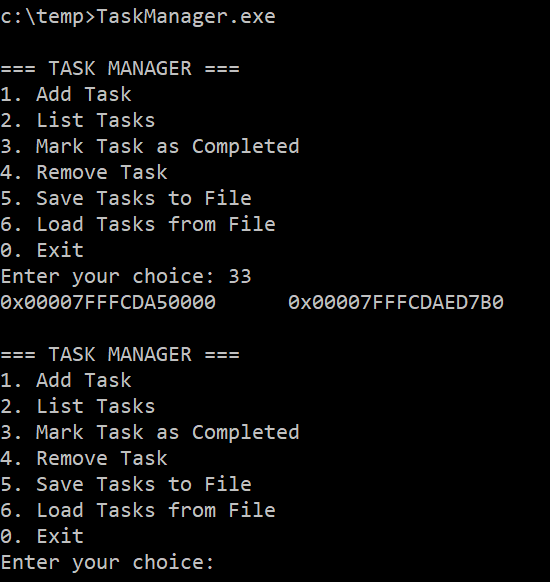 c:\temp>TaskManager.exe
=== TASK MANAGER ===
1. Add Task
2. List Tasks
3. Mark Task as Completed
4. Remove Task
5. Save Tasks to File
6. Load Tasks from File
0. Exit
Enter your choice: 33
0x00007FFFCDA50000      0x00007FFFCDAED7B0
=== TASK MANAGER ===
1. Add Task
2. List Tasks
3. Mark Task as Completed
4. Remove Task
5. Save Tasks to File
6. Load Tasks from File
0. Exit
Enter your choice: